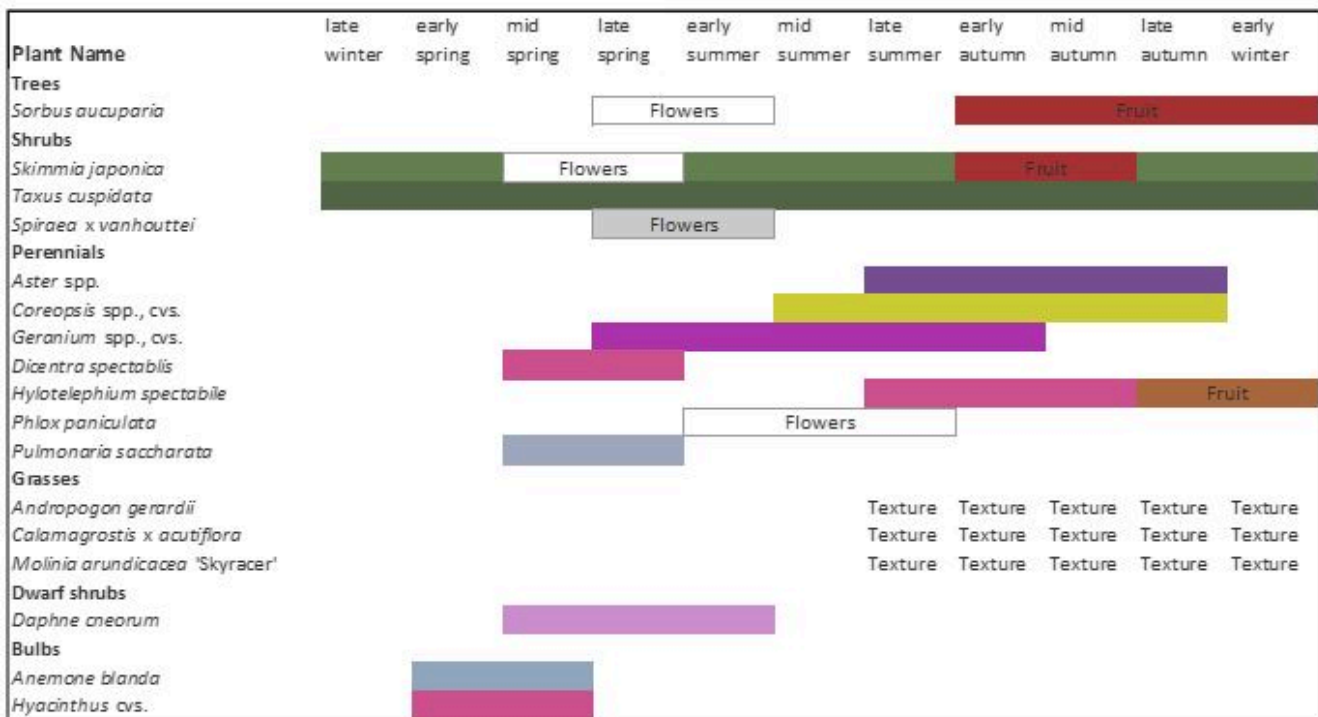 late early mid late early mid late early mid late early
Plant Name winter spring spring spring summer summer summer autumn autumn autumn winter
Trees
Sorbus aucuparia Flowers Fruit
Shrubs
Skimmia japonica Flowers Fruit
Taxus cuspidata
Spiraea x vanhouttei Flowers
Perennials
Aster spp.
Coreopsis spp., cvs.
Geranium spp., cvs.
Dicentra spectablis
Hylotelephium spectabile Fruit
Phlox paniculata Flowers
Pulmonaria saccharata
Grasses
Andropogon gerardii Texture Texture Texture Texture Texture
Calamagrostis x acutiflora Texture Texture Texture Texture Texture
Molinia arundicacea 'Skyracer' Texture Texture Texture Texture Texture
Dwarf shrubs
Daphne cneorum
Bulbs
Anemone blanda
Hyacinthus cvs.